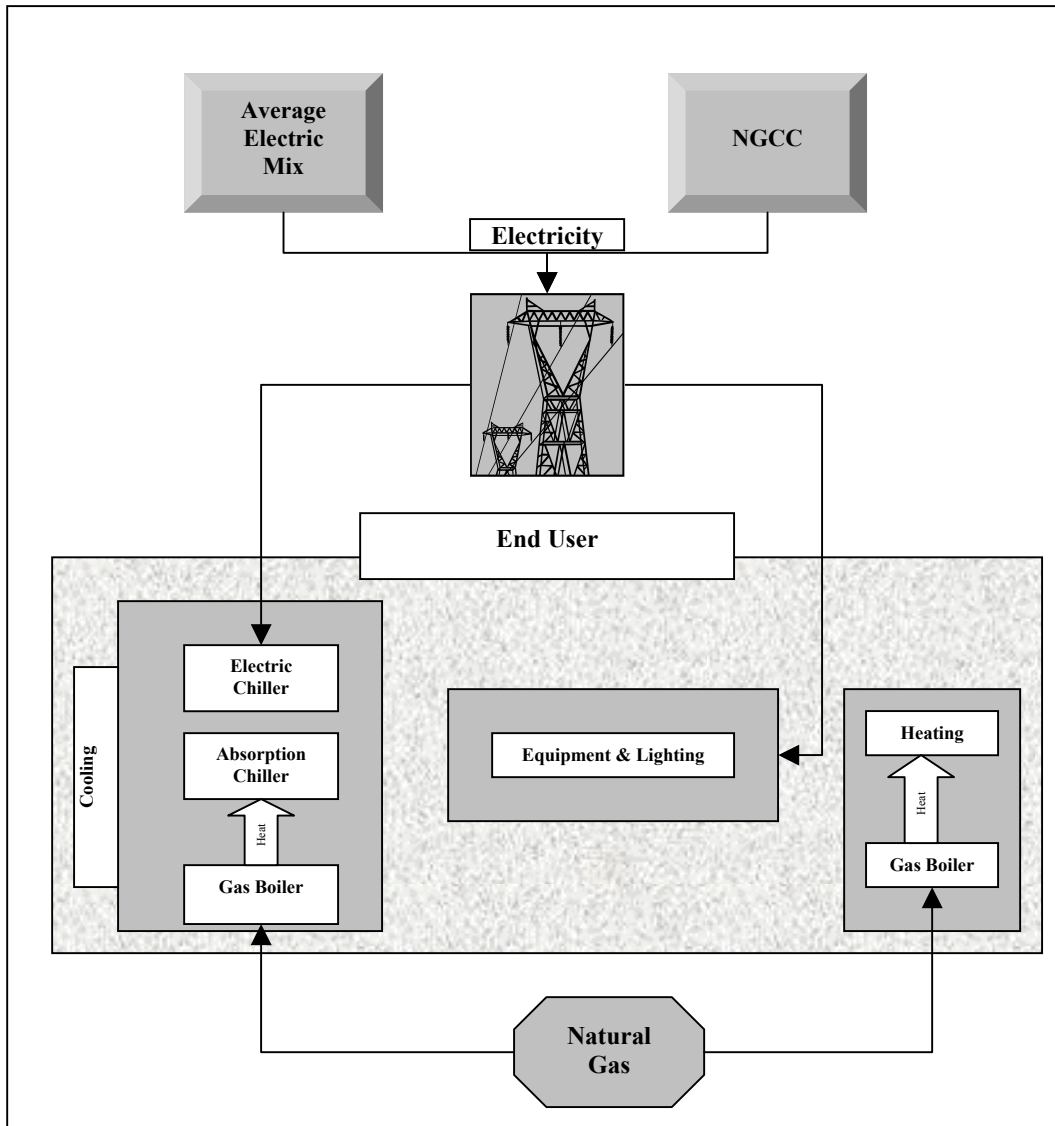 Average
Electric
Mix
NGCC
Electricity
End User
Cooling
Electric
Chiller
Absorption
Chiller
Heat
Gas Boiler
Equipment & Lighting
Heating
Heat
Gas Boiler
Natural
Gas